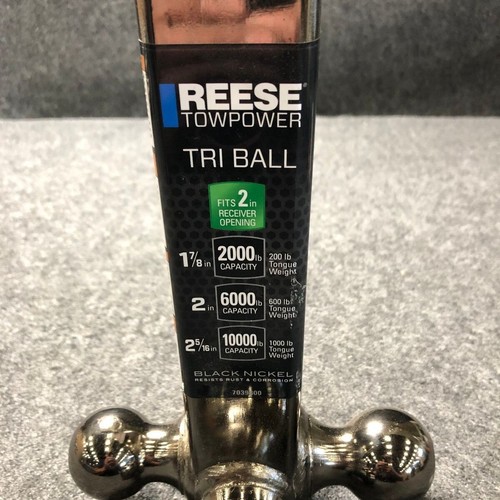 REESE®
TOWPOWER
TRI BALL
FITS 2 in
RECEIVER
OPENING
1 7/8 in 2000 lb CAPACITY 200 lb Tongue Weight
2 in 6000 lb CAPACITY 600 lb Tongue Weight
2 5/16 in 10000 lb CAPACITY 1000 lb Tongue Weight
BLACK NICKEL
RESISTS RUST & CORROSION